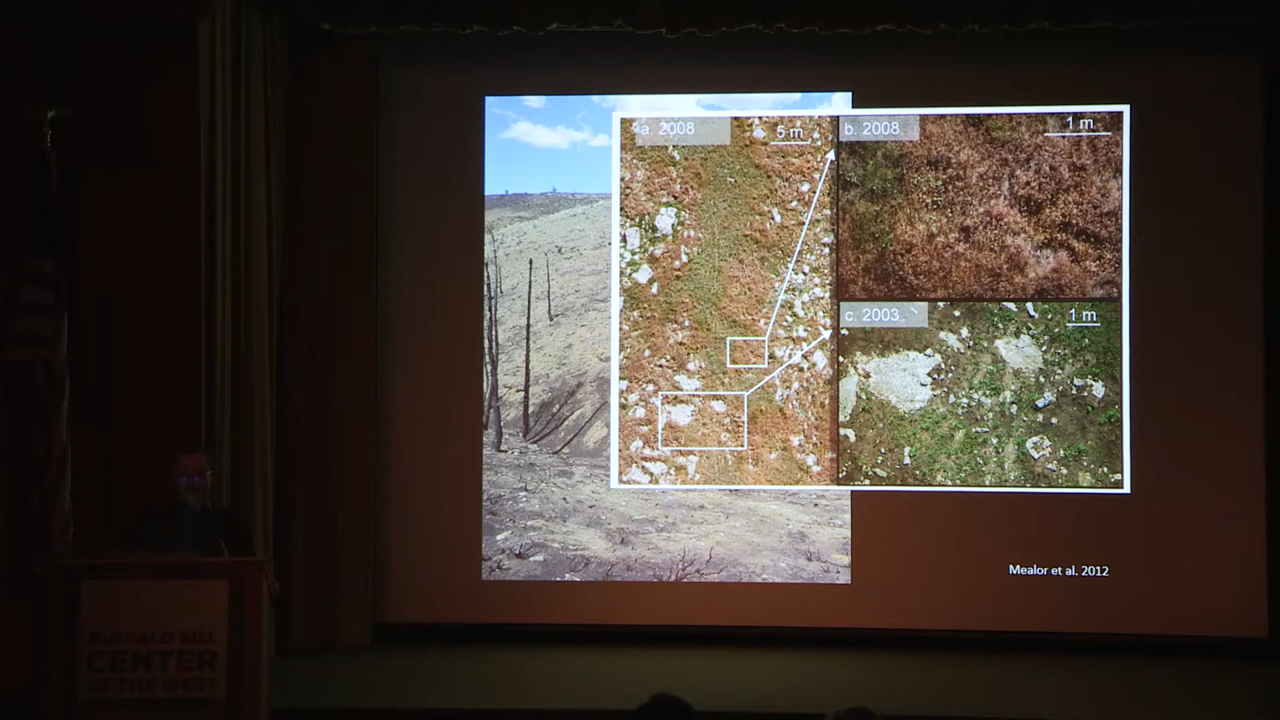 a. 2008
5 m
b. 2008
1 m
c. 2003
1 m
Mealor et al. 2012
BUFFALO BILL
CENTER
OF THE WEST